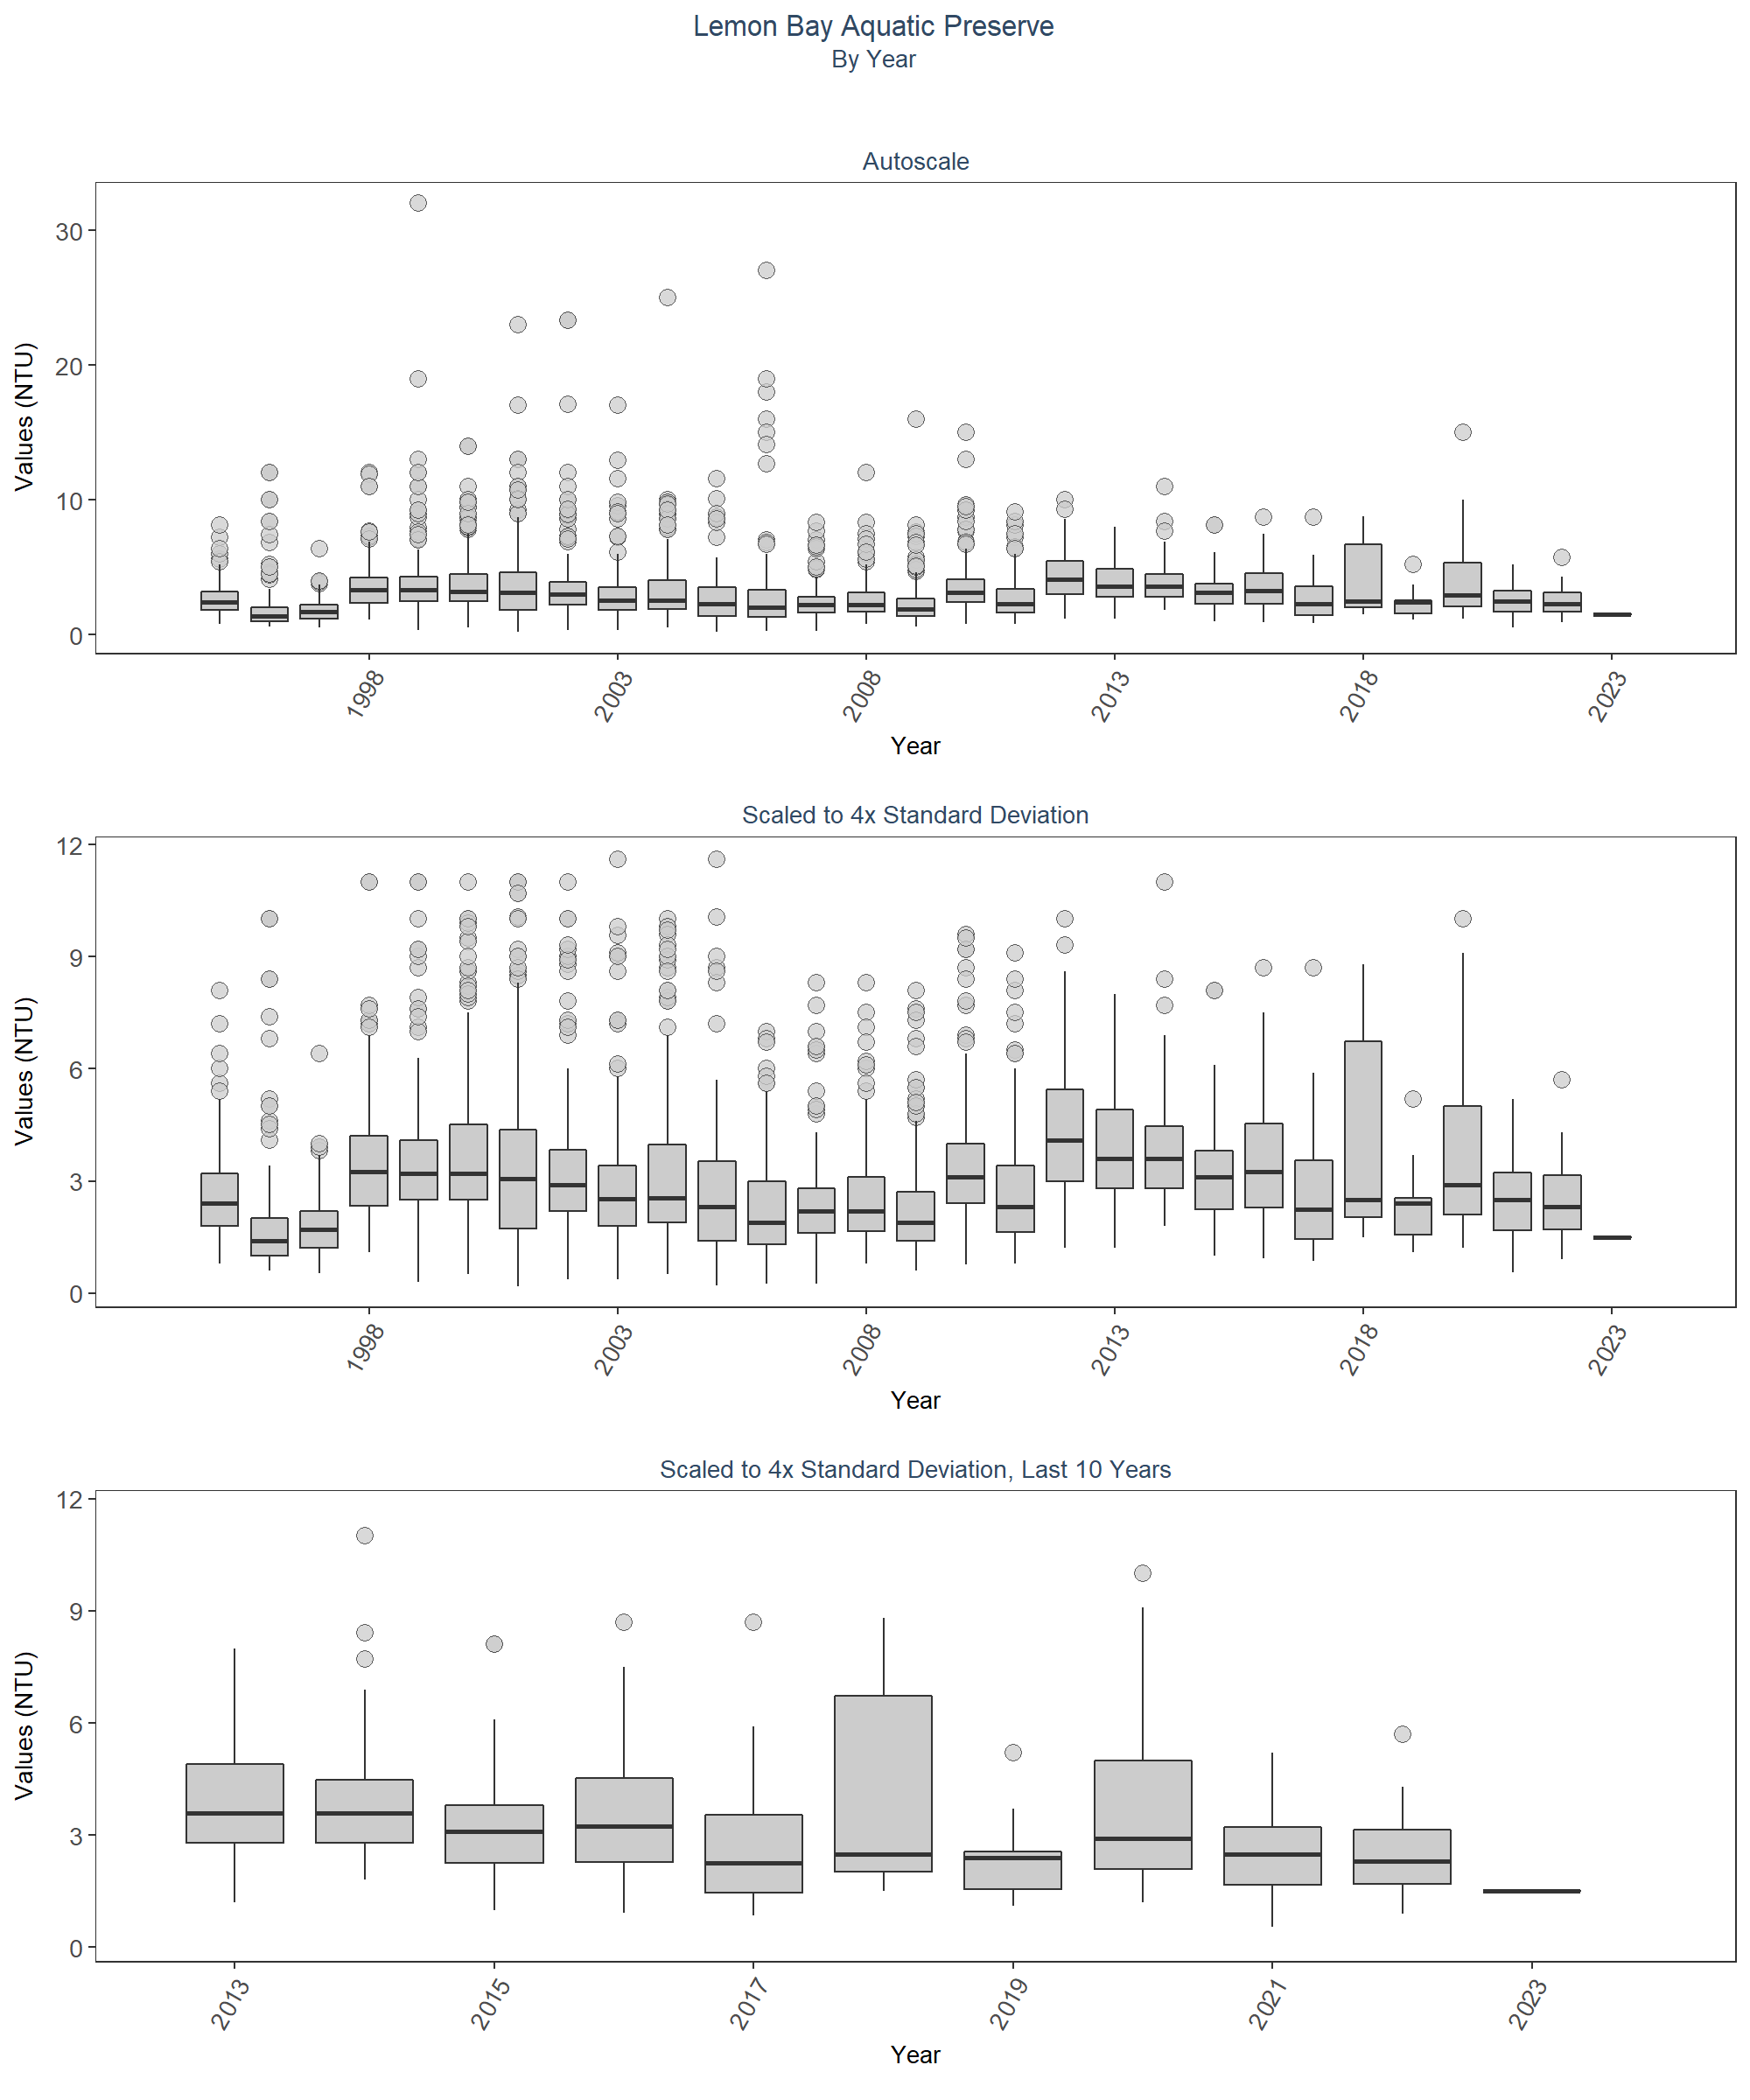 Lemon Bay Aquatic Preserve
By Year
Autoscale
Values (NTU)
30
20
10
0
1998 2003 2008 2013 2018 2023
Year
Scaled to 4x Standard Deviation
Values (NTU)
12
9
6
3
0
1998 2003 2008 2013 2018 2023
Year
Scaled to 4x Standard Deviation, Last 10 Years
Values (NTU)
12
9
6
3
0
2013 2015 2017 2019 2021 2023
Year